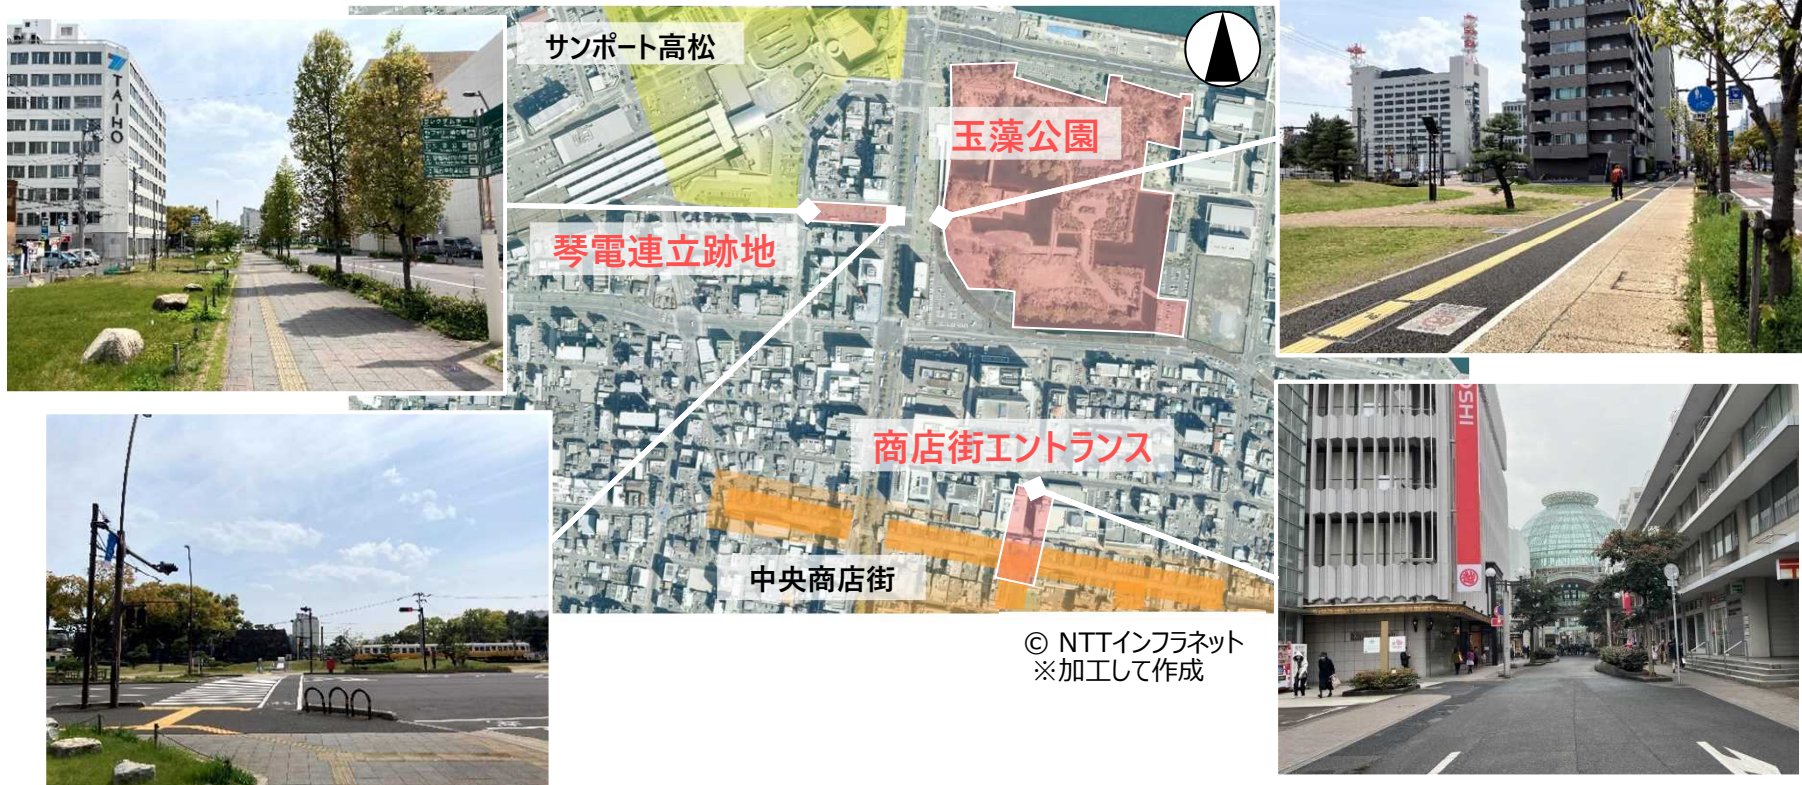 TAIHO
サンポート高松
玉藻公園
琴電連立跡地
商店街エントランス
OSHI
中央商店街
© NTTインフラネット
※加工して作成